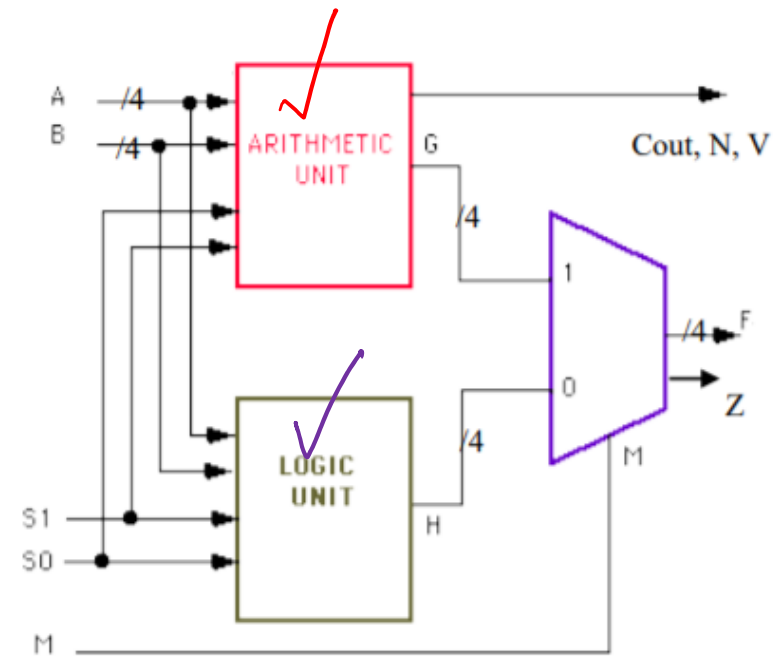 A
/4
B
/4
ARITHMETIC
UNIT
G
Cout, N, V
/4
1
/4
F
0
Z
/4
M
LOGIC
UNIT
H
S1
S0
M